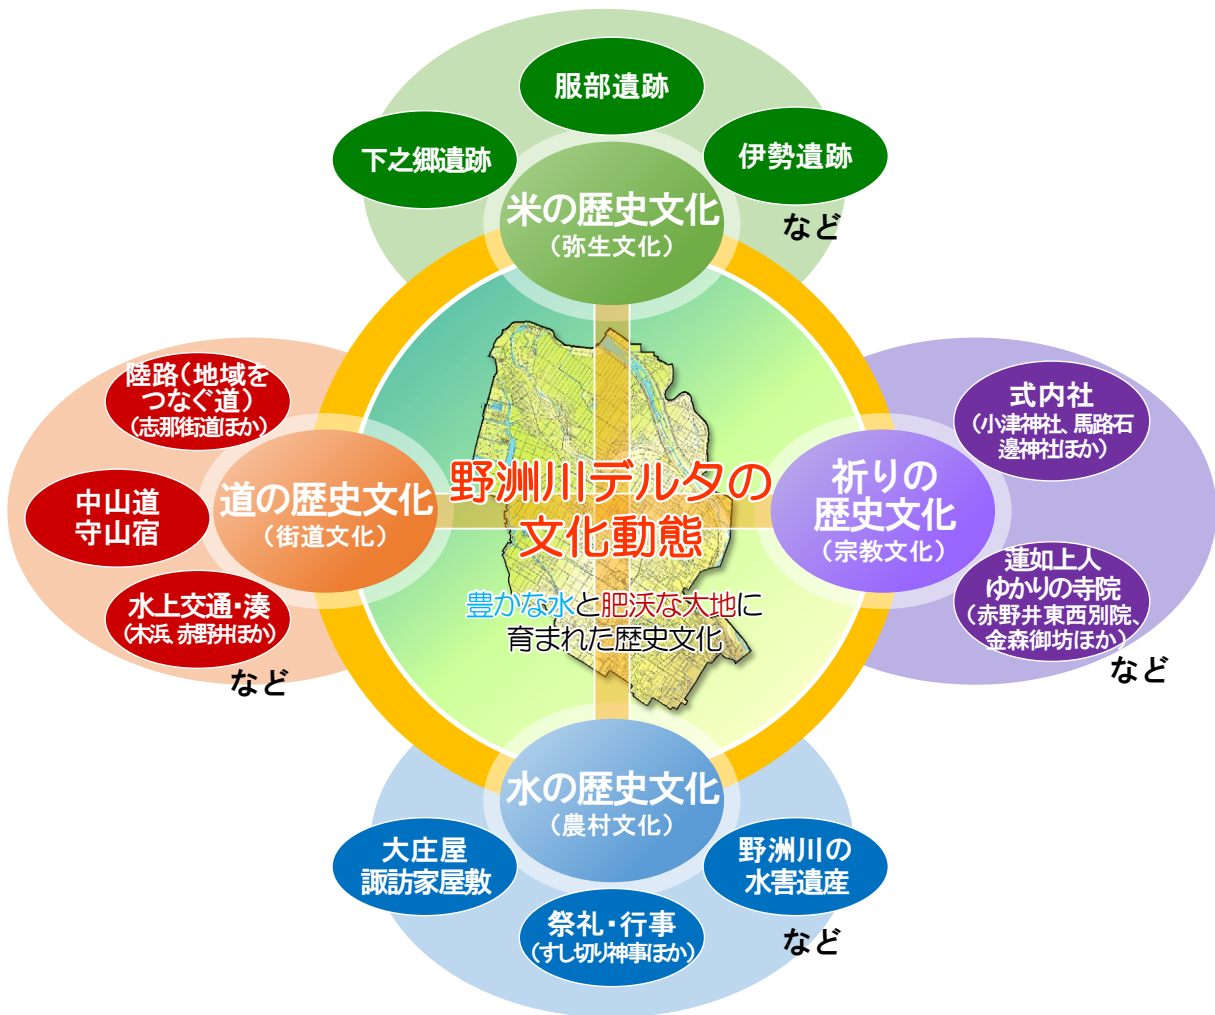 服部遺跡
下之郷遺跡
伊勢遺跡
など
米の歴史文化
（弥生文化）
陸路（地域を
つなぐ道）
（志那街道ほか）
中山道
守山宿
水上交通・湊
（木浜、赤野井ほか）
など
道の歴史文化
（街道文化）
野洲川デルタの
文化動態
豊かな水と肥沃な大地に
育まれた歴史文化
祈りの
歴史文化
（宗教文化）
式内社
（小津神社、馬路石
邊神社ほか）
蓮如上人
ゆかりの寺院
（赤野井東西別院、
金森御坊ほか）
など
水の歴史文化
（農村文化）
大庄屋
諏訪家屋敷
祭礼・行事
（すし切り神事ほか）
野洲川の
水害遺産
など